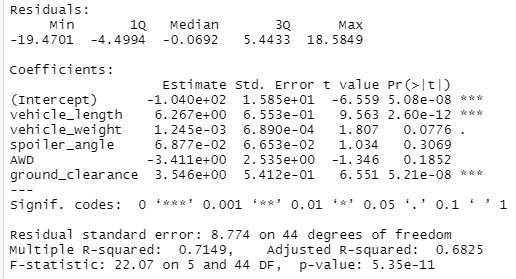 Residuals:
Min 1Q Median 3Q Max
-19.4701 -4.4994 -0.0692 5.4433 18.5849
Coefficients:
Estimate Std. Error t value Pr(>|t|)
(Intercept) -1.040e+02 1.585e+01 -6.559 5.08e-08 ***
vehicle_length 6.267e+00 6.553e-01 9.563 2.60e-12 ***
vehicle_weight 1.245e-03 6.890e-04 1.807 0.0776 .
spoiler_angle 6.877e-02 6.653e-02 1.034 0.3069
AWD -3.411e+00 2.535e+00 -1.346 0.1852
ground_clearance 3.546e+00 5.412e-01 6.551 5.21e-08 ***
---
Signif. codes: 0 ‘***’ 0.001 ‘**’ 0.01 ‘*’ 0.05 ‘.’ 0.1 ‘ ’ 1
Residual standard error: 8.774 on 44 degrees of freedom
Multiple R-squared: 0.7149, Adjusted R-squared: 0.6825
F-statistic: 22.07 on 5 and 44 DF, p-value: 5.35e-11